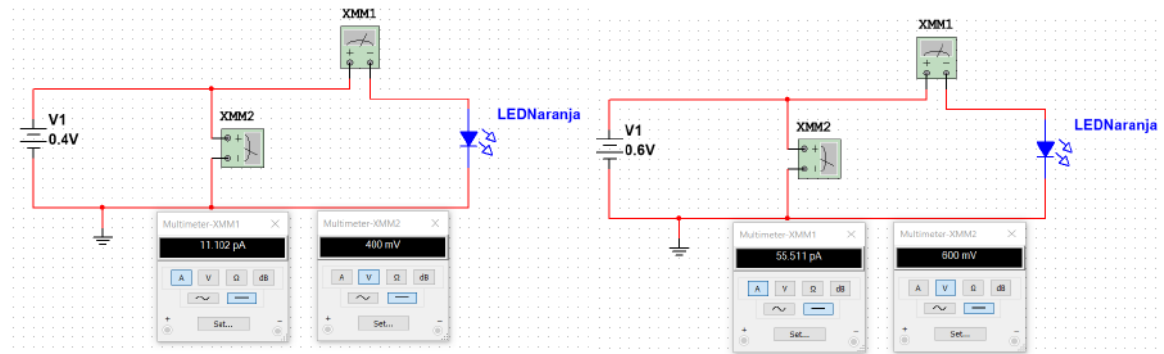 XMM1
V1
0.4V
XMM2
LEDNaranja
Multimeter-XMM1
11.102 pA
A V Ω dB
Set...
+ −
Multimeter-XMM2
400 mV
A V Ω dB
Set...
+ −
XMM1
V1
0.6V
XMM2
LEDNaranja
Multimeter-XMM1
55.511 pA
A V Ω dB
Set...
+ −
Multimeter-XMM2
600 mV
A V Ω dB
Set...
+ −